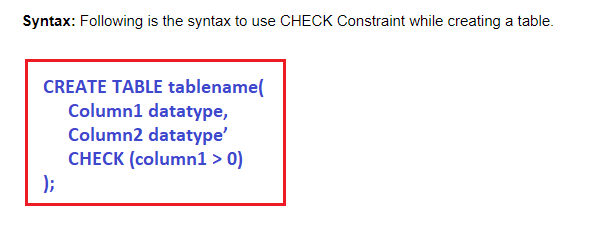 Syntax: Following is the syntax to use CHECK Constraint while creating a table.
CREATE TABLE tablename(
Column1 datatype,
Column2 datatype’
CHECK (column1 > 0)
);